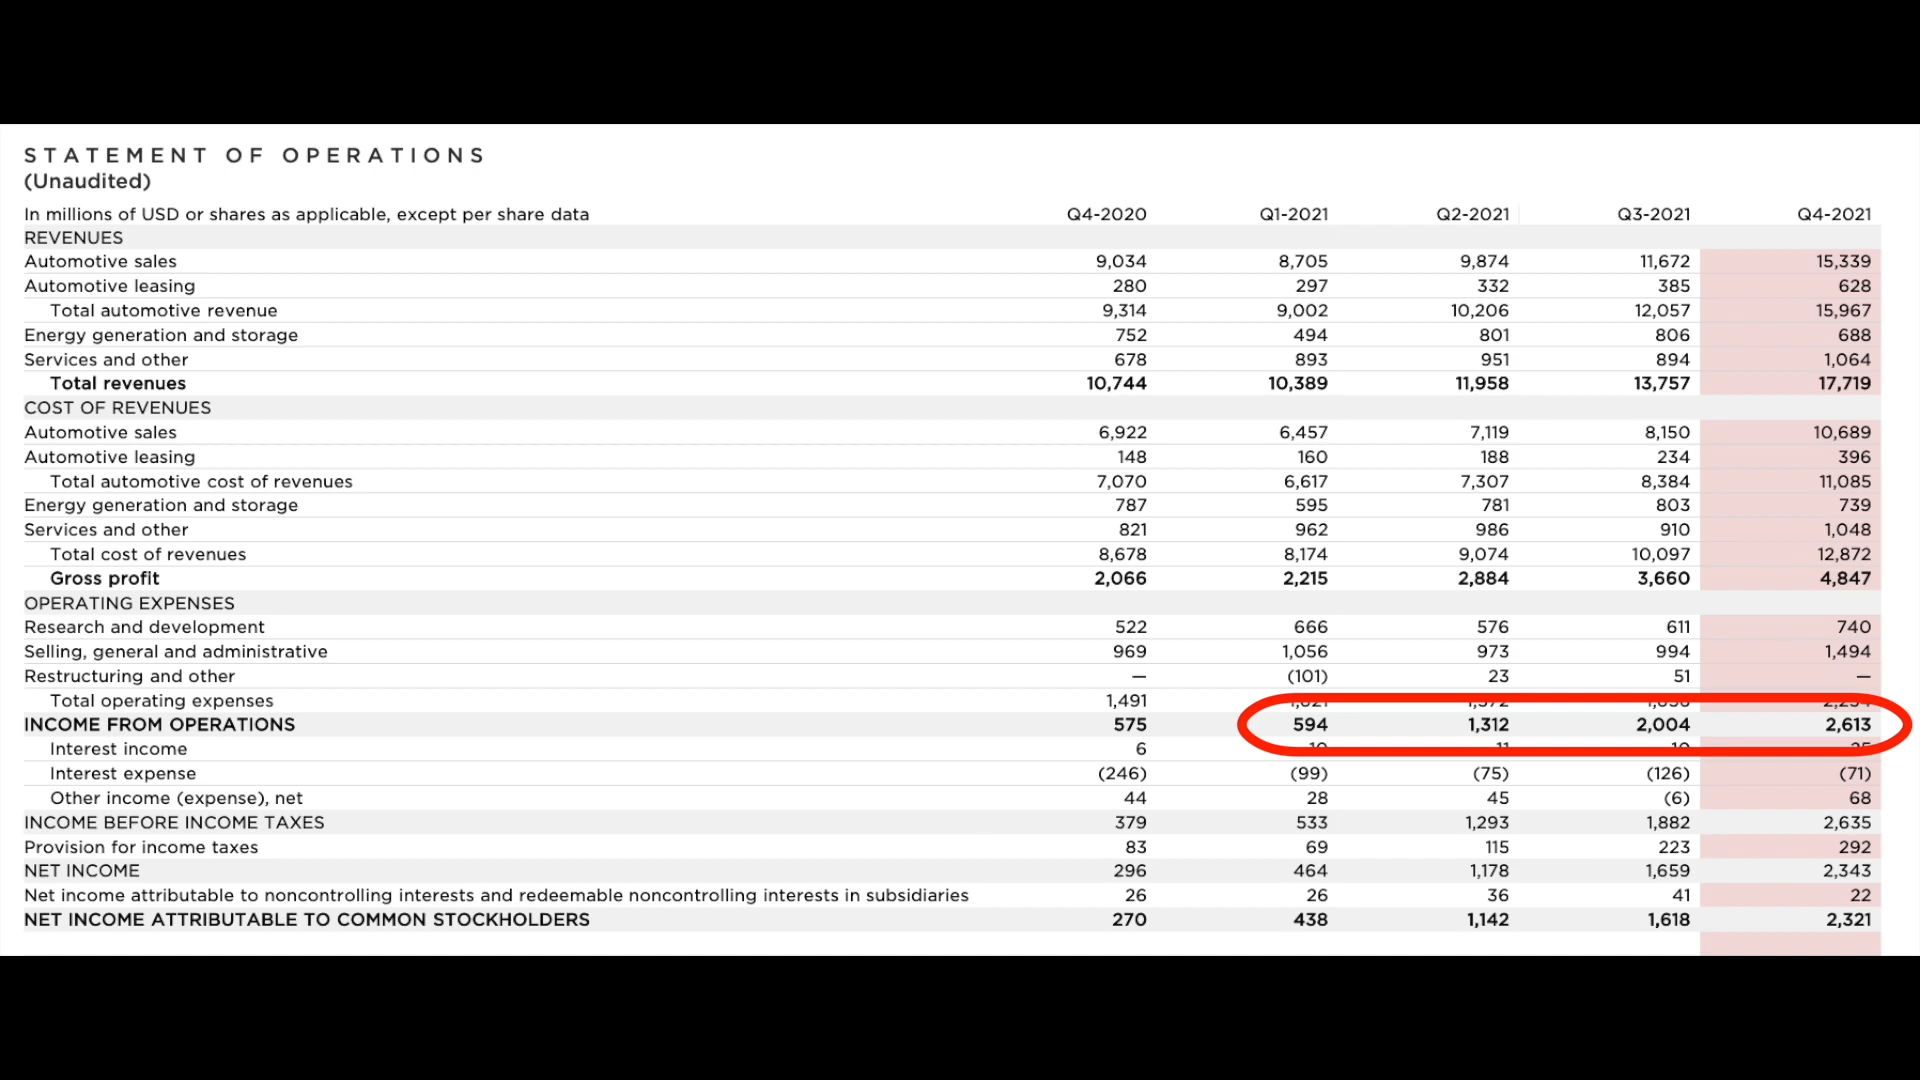 STATEMENT OF OPERATIONS
(Unaudited)
In millions of USD or shares as applicable, except per share data Q4-2020 Q1-2021 Q2-2021 Q3-2021 Q4-2021
REVENUES
Automotive sales 9,034 8,705 9,874 11,672 15,339
Automotive leasing 280 297 332 385 628
Total automotive revenue 9,314 9,002 10,206 12,057 15,967
Energy generation and storage 752 494 801 806 688
Services and other 678 893 951 894 1,064
Total revenues 10,744 10,389 11,958 13,757 17,719
COST OF REVENUES
Automotive sales 6,922 6,457 7,119 8,150 10,689
Automotive leasing 148 160 188 234 396
Total automotive cost of revenues 7,070 6,617 7,307 8,384 11,085
Energy generation and storage 787 595 781 803 739
Services and other 821 962 986 910 1,048
Total cost of revenues 8,678 8,174 9,074 10,097 12,872
Gross profit 2,066 2,215 2,884 3,660 4,847
OPERATING EXPENSES
Research and development 522 666 576 611 740
Selling, general and administrative 969 1,056 973 994 1,494
Restructuring and other — (101) 23 51 —
Total operating expenses 1,491
INCOME FROM OPERATIONS 575 594 1,312 2,004 2,613
Interest income 6
Interest expense (246) (99) (75) (126) (71)
Other income (expense), net 44 28 45 (6) 68
INCOME BEFORE INCOME TAXES 379 533 1,293 1,882 2,635
Provision for income taxes 83 69 115 223 292
NET INCOME 296 464 1,178 1,659 2,343
Net income attributable to noncontrolling interests and redeemable noncontrolling interests in subsidiaries 26 26 36 41 22
NET INCOME ATTRIBUTABLE TO COMMON STOCKHOLDERS 270 438 1,142 1,618 2,321